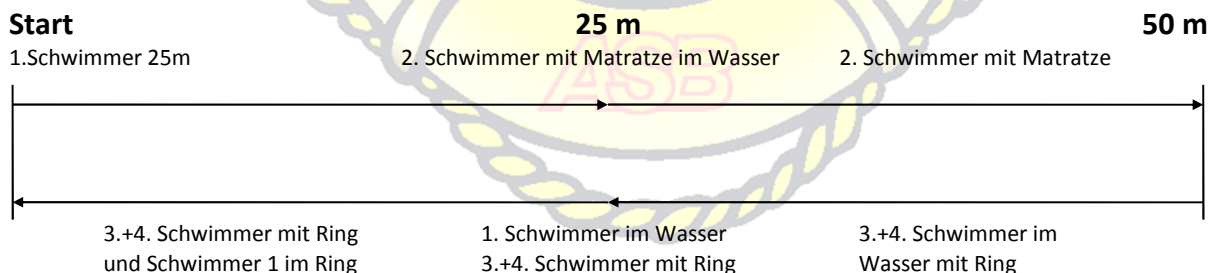 Start 25 m 50 m
1.Schwimmer 25m 2. Schwimmer mit Matratze im Wasser 2. Schwimmer mit Matratze
ASB
3.+4. Schwimmer mit Ring 1. Schwimmer im Wasser 3.+4. Schwimmer im
und Schwimmer 1 im Ring 3.+4. Schwimmer mit Ring Wasser mit Ring